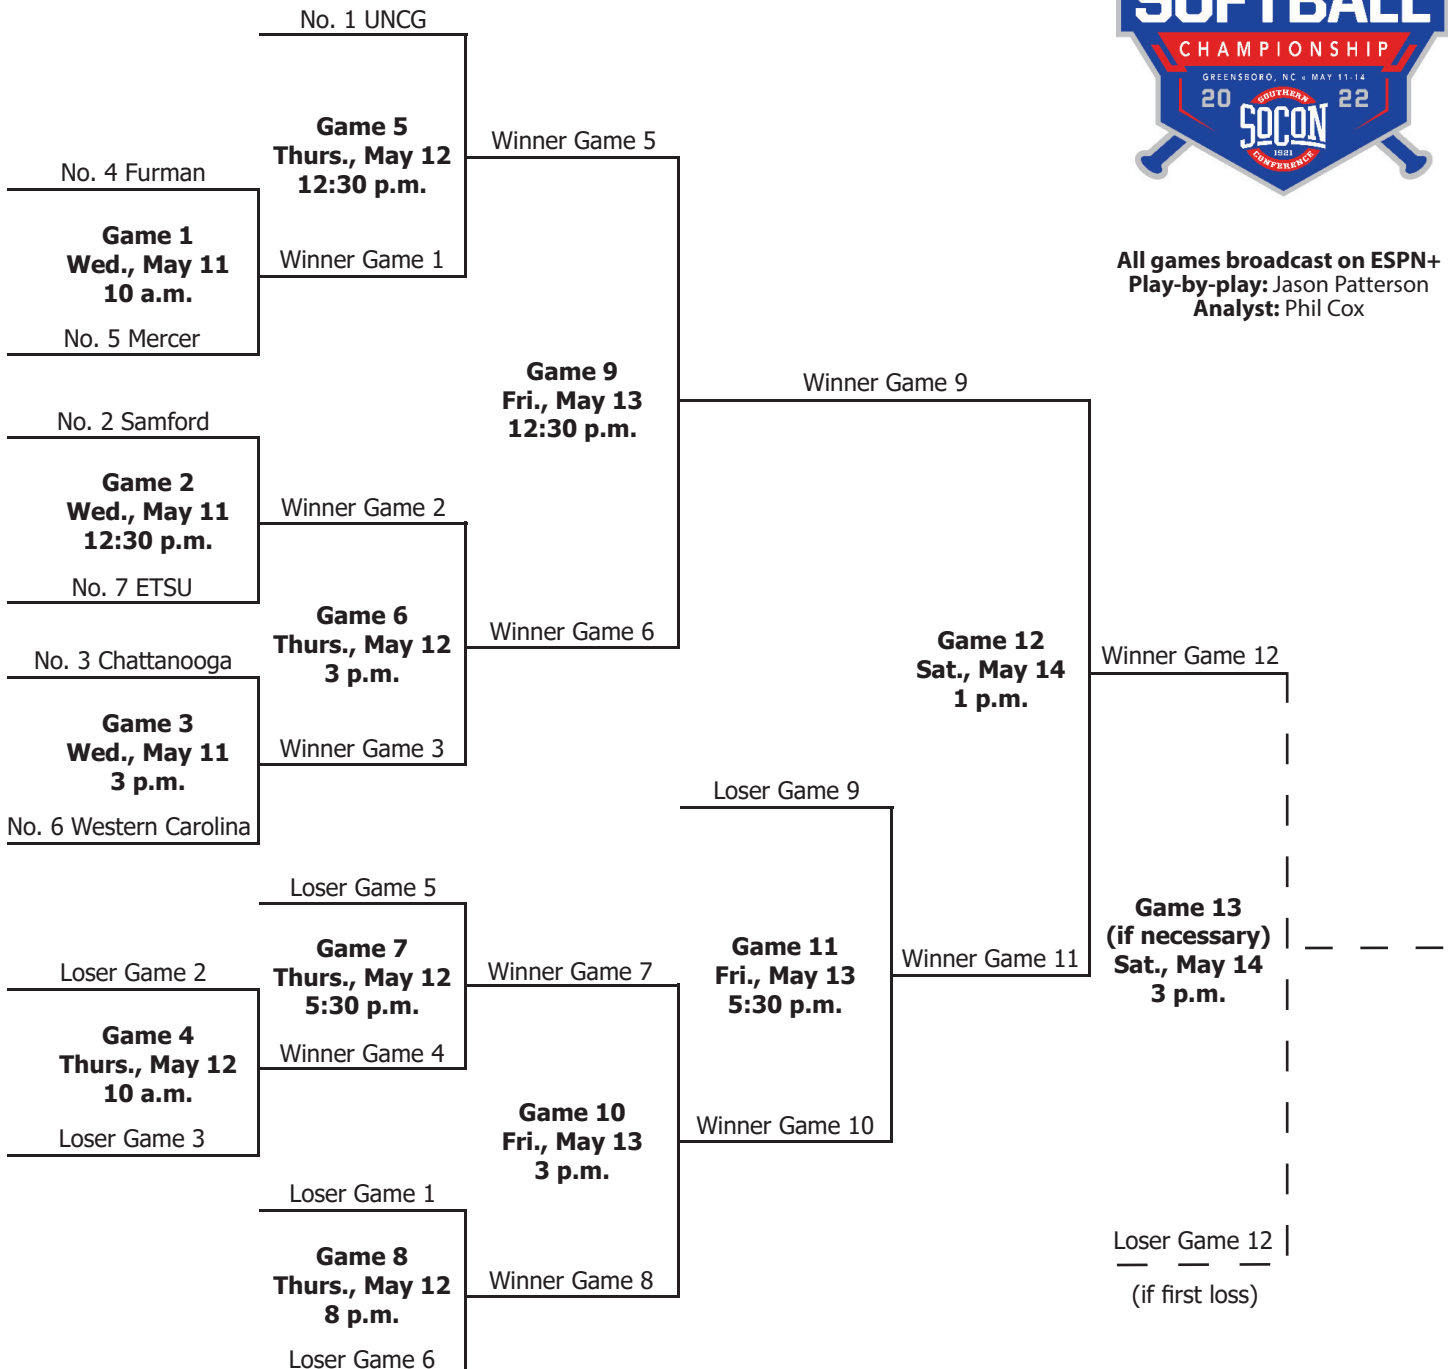 SOFTBALL
CHAMPIONSHIP
GREENSBORO, NC • MAY 11-14
20 22
SOUTHERN
SOCON
1921
CONFERENCE
All games broadcast on ESPN+
Play-by-play: Jason Patterson
Analyst: Phil Cox
No. 1 UNCG
Game 5
Thurs., May 12
12:30 p.m.
Winner Game 5
No. 4 Furman
Game 1
Wed., May 11
10 a.m.
Winner Game 1
No. 5 Mercer
Game 9
Fri., May 13
12:30 p.m.
Winner Game 9
No. 2 Samford
Game 2
Wed., May 11
12:30 p.m.
Winner Game 2
No. 7 ETSU
Game 6
Thurs., May 12
3 p.m.
Winner Game 6
No. 3 Chattanooga
Game 3
Wed., May 11
3 p.m.
Winner Game 3
No. 6 Western Carolina
Game 12
Sat., May 14
1 p.m.
Winner Game 12
Loser Game 9
Loser Game 5
Game 7
Thurs., May 12
5:30 p.m.
Winner Game 7
Loser Game 2
Game 4
Thurs., May 12
10 a.m.
Winner Game 4
Loser Game 3
Game 11
Fri., May 13
5:30 p.m.
Winner Game 11
Game 13
(if necessary)
Sat., May 14
3 p.m.
Game 10
Fri., May 13
3 p.m.
Winner Game 10
Loser Game 1
Game 8
Thurs., May 12
8 p.m.
Winner Game 8
Loser Game 6
Loser Game 12
(if first loss)